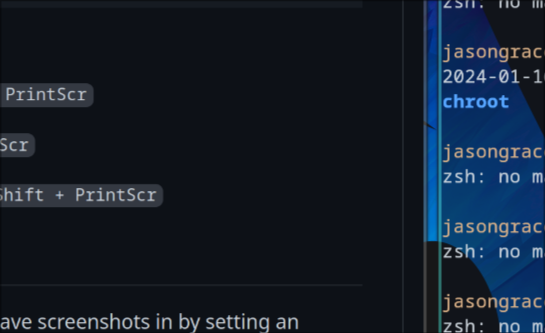 PrintScr
Scr
Shift + PrintScr
ave screenshots in by setting an
zsh: no m
jasongrac
2024-01-1
chroot
jasongrac
zsh: no m
jasongrac
zsh: no m
jasongrac
zsh: no m